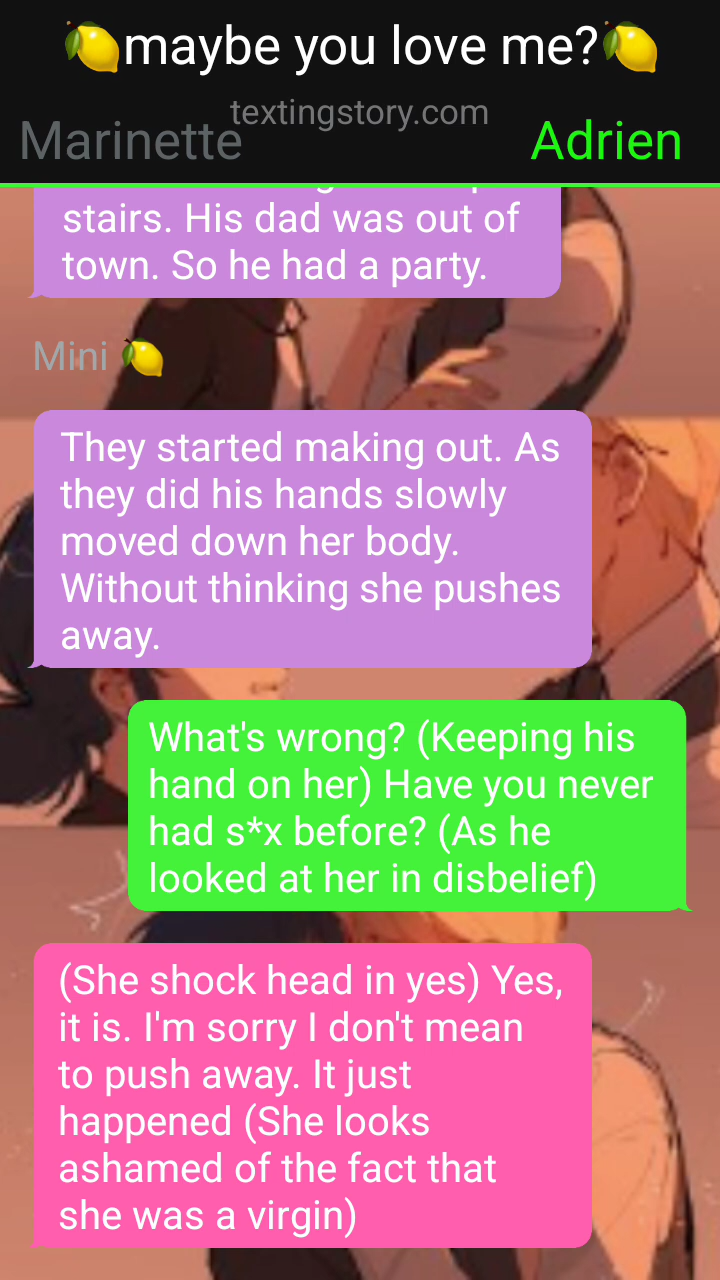 🍋maybe you love me?🍋
textingstory.com
Marinette
Adrien
stairs. His dad was out of
town. So he had a party.
Mini 🍋
They started making out. As
they did his hands slowly
moved down her body.
Without thinking she pushes
away.
What's wrong? (Keeping his
hand on her) Have you never
had s*x before? (As he
looked at her in disbelief)
(She shock head in yes) Yes,
it is. I'm sorry I don't mean
to push away. It just
happened (She looks
ashamed of the fact that
she was a virgin)